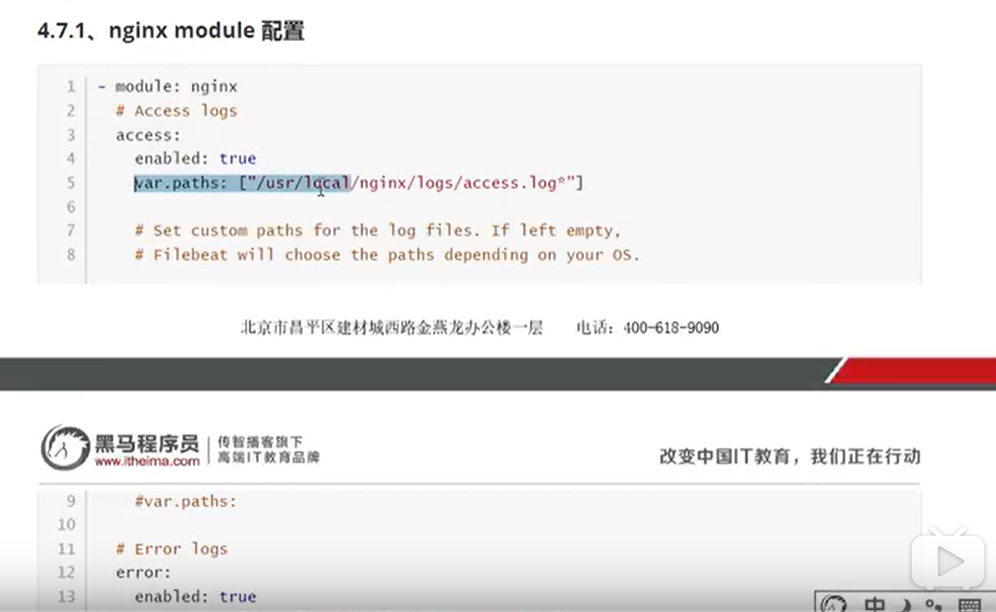 4.7.1、nginx module 配置
1 - module: nginx
2 # Access logs
3 access:
4 enabled: true
5 var.paths: ["/usr/local/nginx/logs/access.log*"]
6
7 # Set custom paths for the log files. If left empty,
8 # Filebeat will choose the paths depending on your OS.
北京市昌平区建材城西路金燕龙办公楼一层 电话：400-618-9090
黑马程序员 传智播客旗下
www.itheima.com 高端IT教育品牌
改变中国IT教育，我们正在行动
9 #var.paths:
10
11 # Error logs
12 error:
13 enabled: true
中